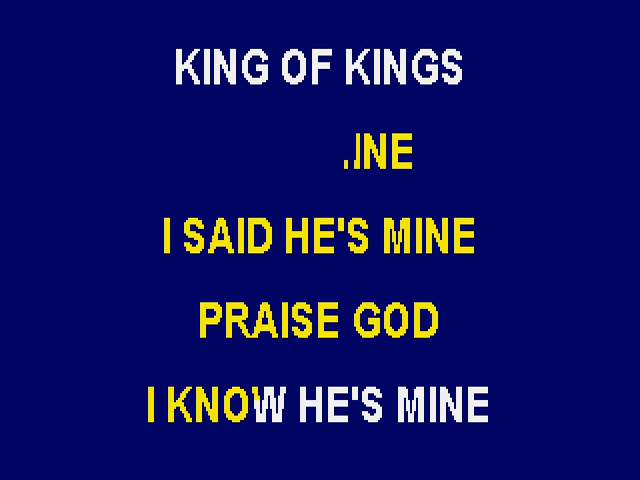 KING OF KINGS
I SAID HE'S MINE
PRAISE GOD
I KNOW HE'S MINE